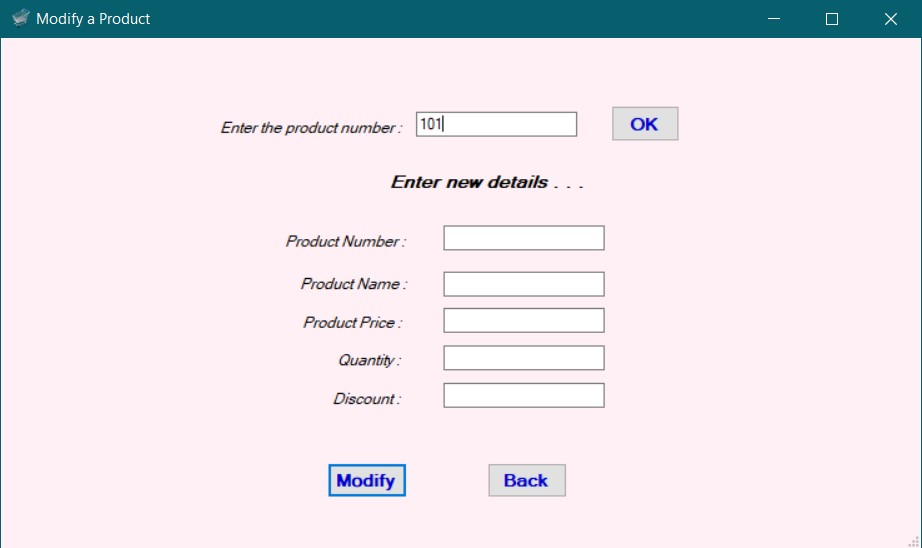 Modify a Product
Enter the product number : 101 OK
Enter new details . . .
Product Number :
Product Name :
Product Price :
Quantity :
Discount :
Modify Back